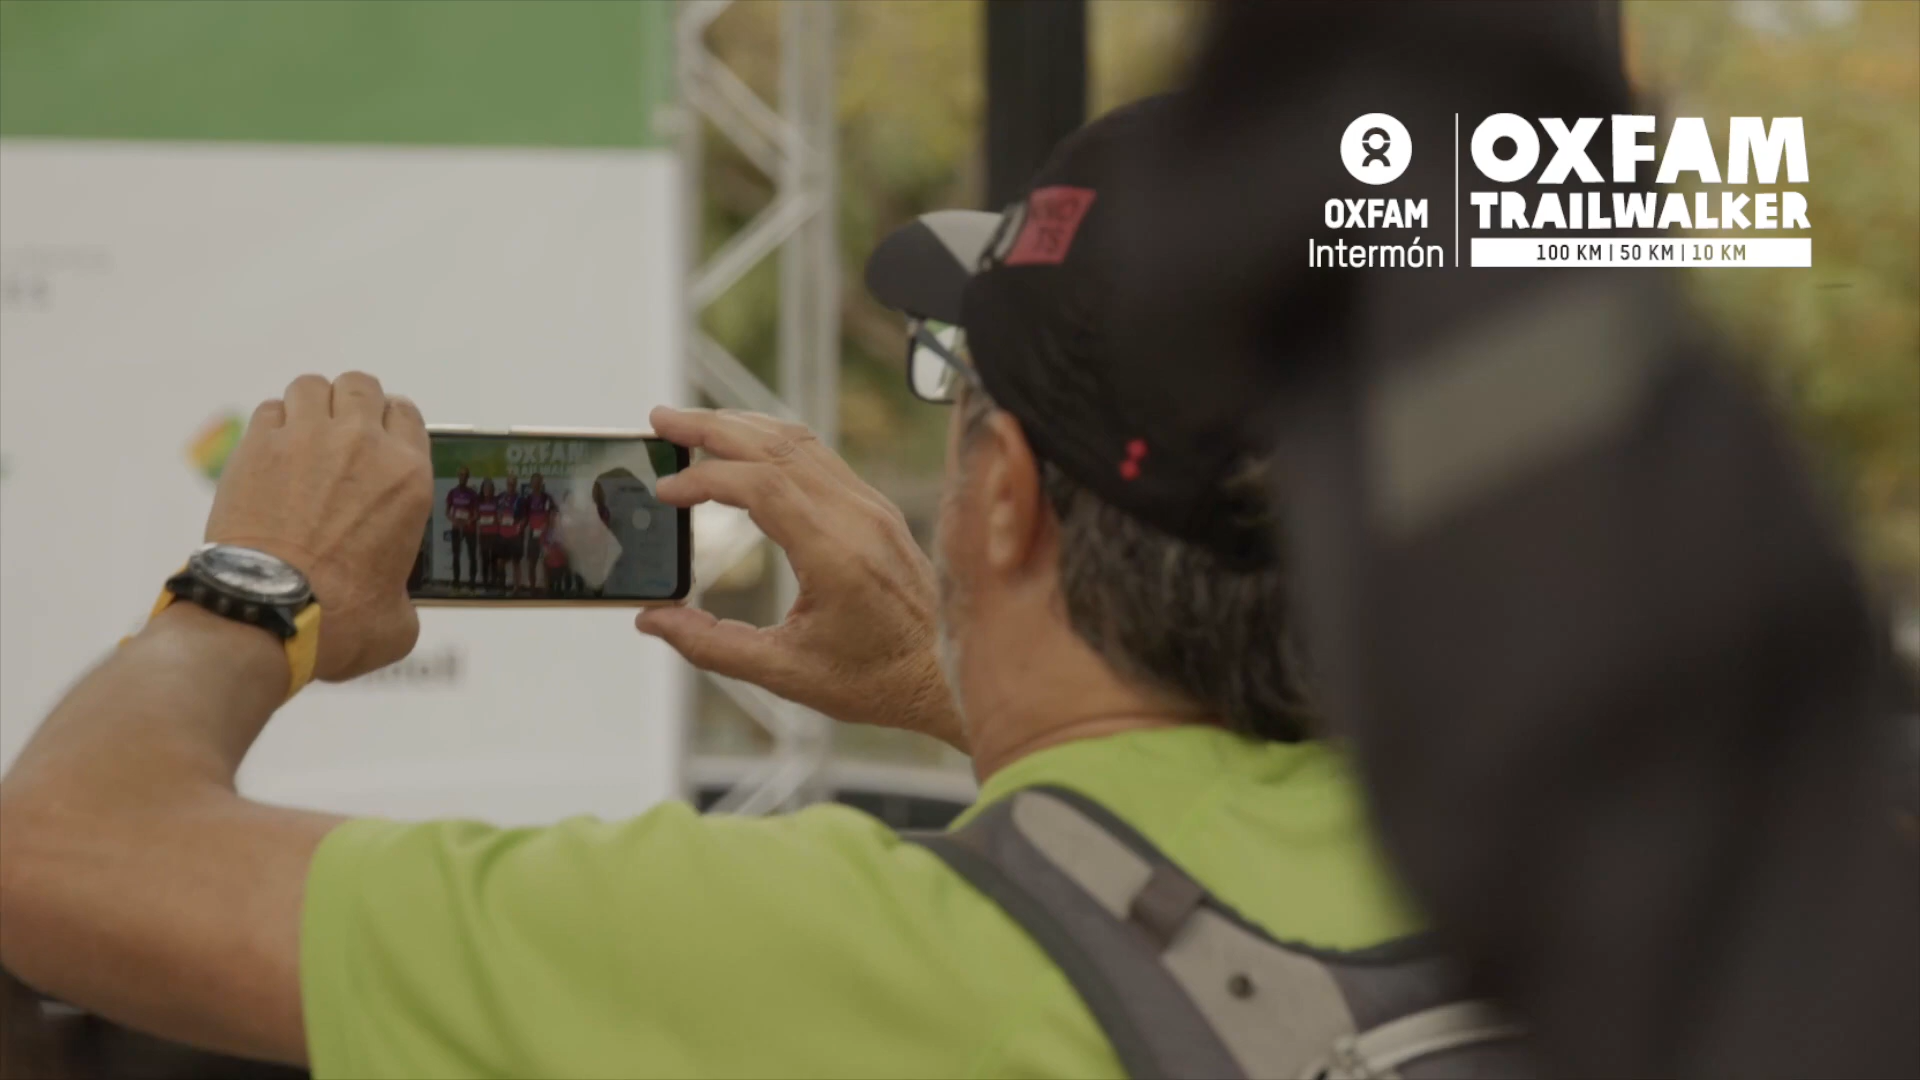 OXFAM
Intermón
OXFAM
TRAILWALKER
100 KM | 50 KM | 10 KM
OXFAM
TRAILWALKER